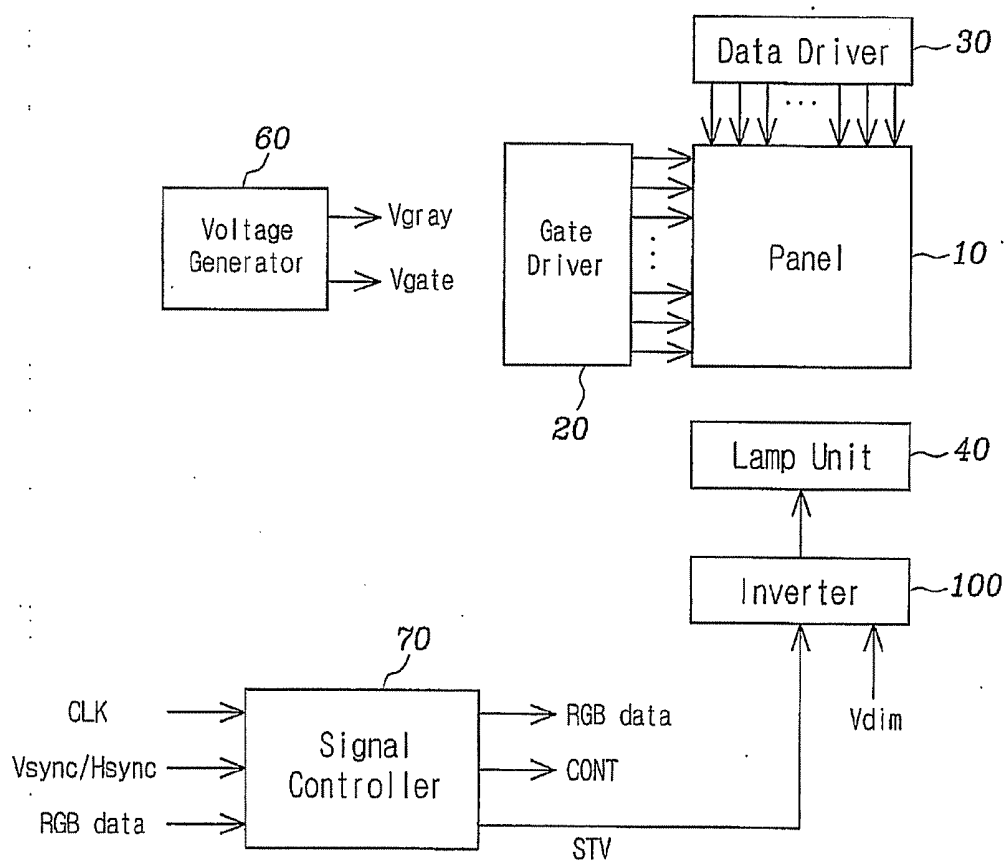 Data Driver
30
...
60
Voltage
Generator
Vgray
Vgate
Gate
Driver
20
Panel
10
Lamp Unit
40
Inverter
100
Vdim
70
CLK
Vsync/Hsync
RGB data
Signal
Controller
RGB data
CONT
STV